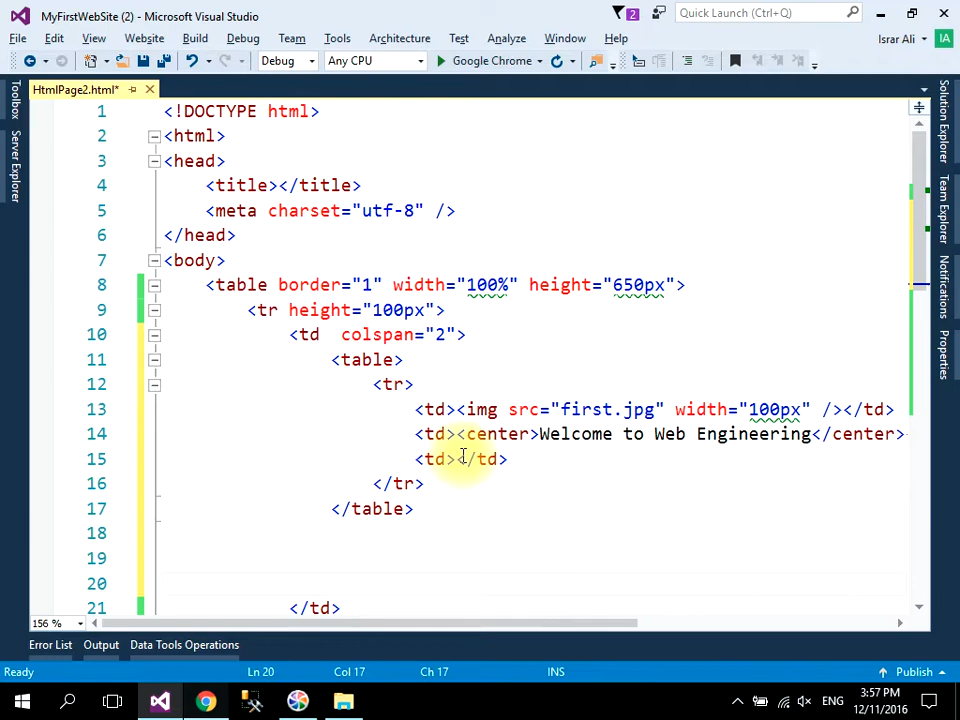 MyFirstWebSite (2) - Microsoft Visual Studio
2
Quick Launch (Ctrl+Q)
File Edit View Website Build Debug Team Tools Architecture Test Analyze Window Help
Israr Ali IA
Debug Any CPU Google Chrome
HtmlPage2.html*
Toolbox
Server Explorer
Solution Explorer
Team Explorer
Notifications
Properties
1 <!DOCTYPE html>
2 <html>
3 <head>
4 <title></title>
5 <meta charset="utf-8" />
6 </head>
7 <body>
8 <table border="1" width="100%" height="650px">
9 <tr height="100px">
10 <td  colspan="2">
11 <table>
12 <tr>
13 <td><img src="first.jpg" width="100px" /></td>
14 <td><center>Welcome to Web Engineering</center>
15 <td></td>
16 </tr>
17 </table>
18
19
20
21 </td>
156 %
Error List Output Data Tools Operations
Ready Ln 20 Col 17 Ch 17 INS Publish
ENG
3:57 PM
12/11/2016